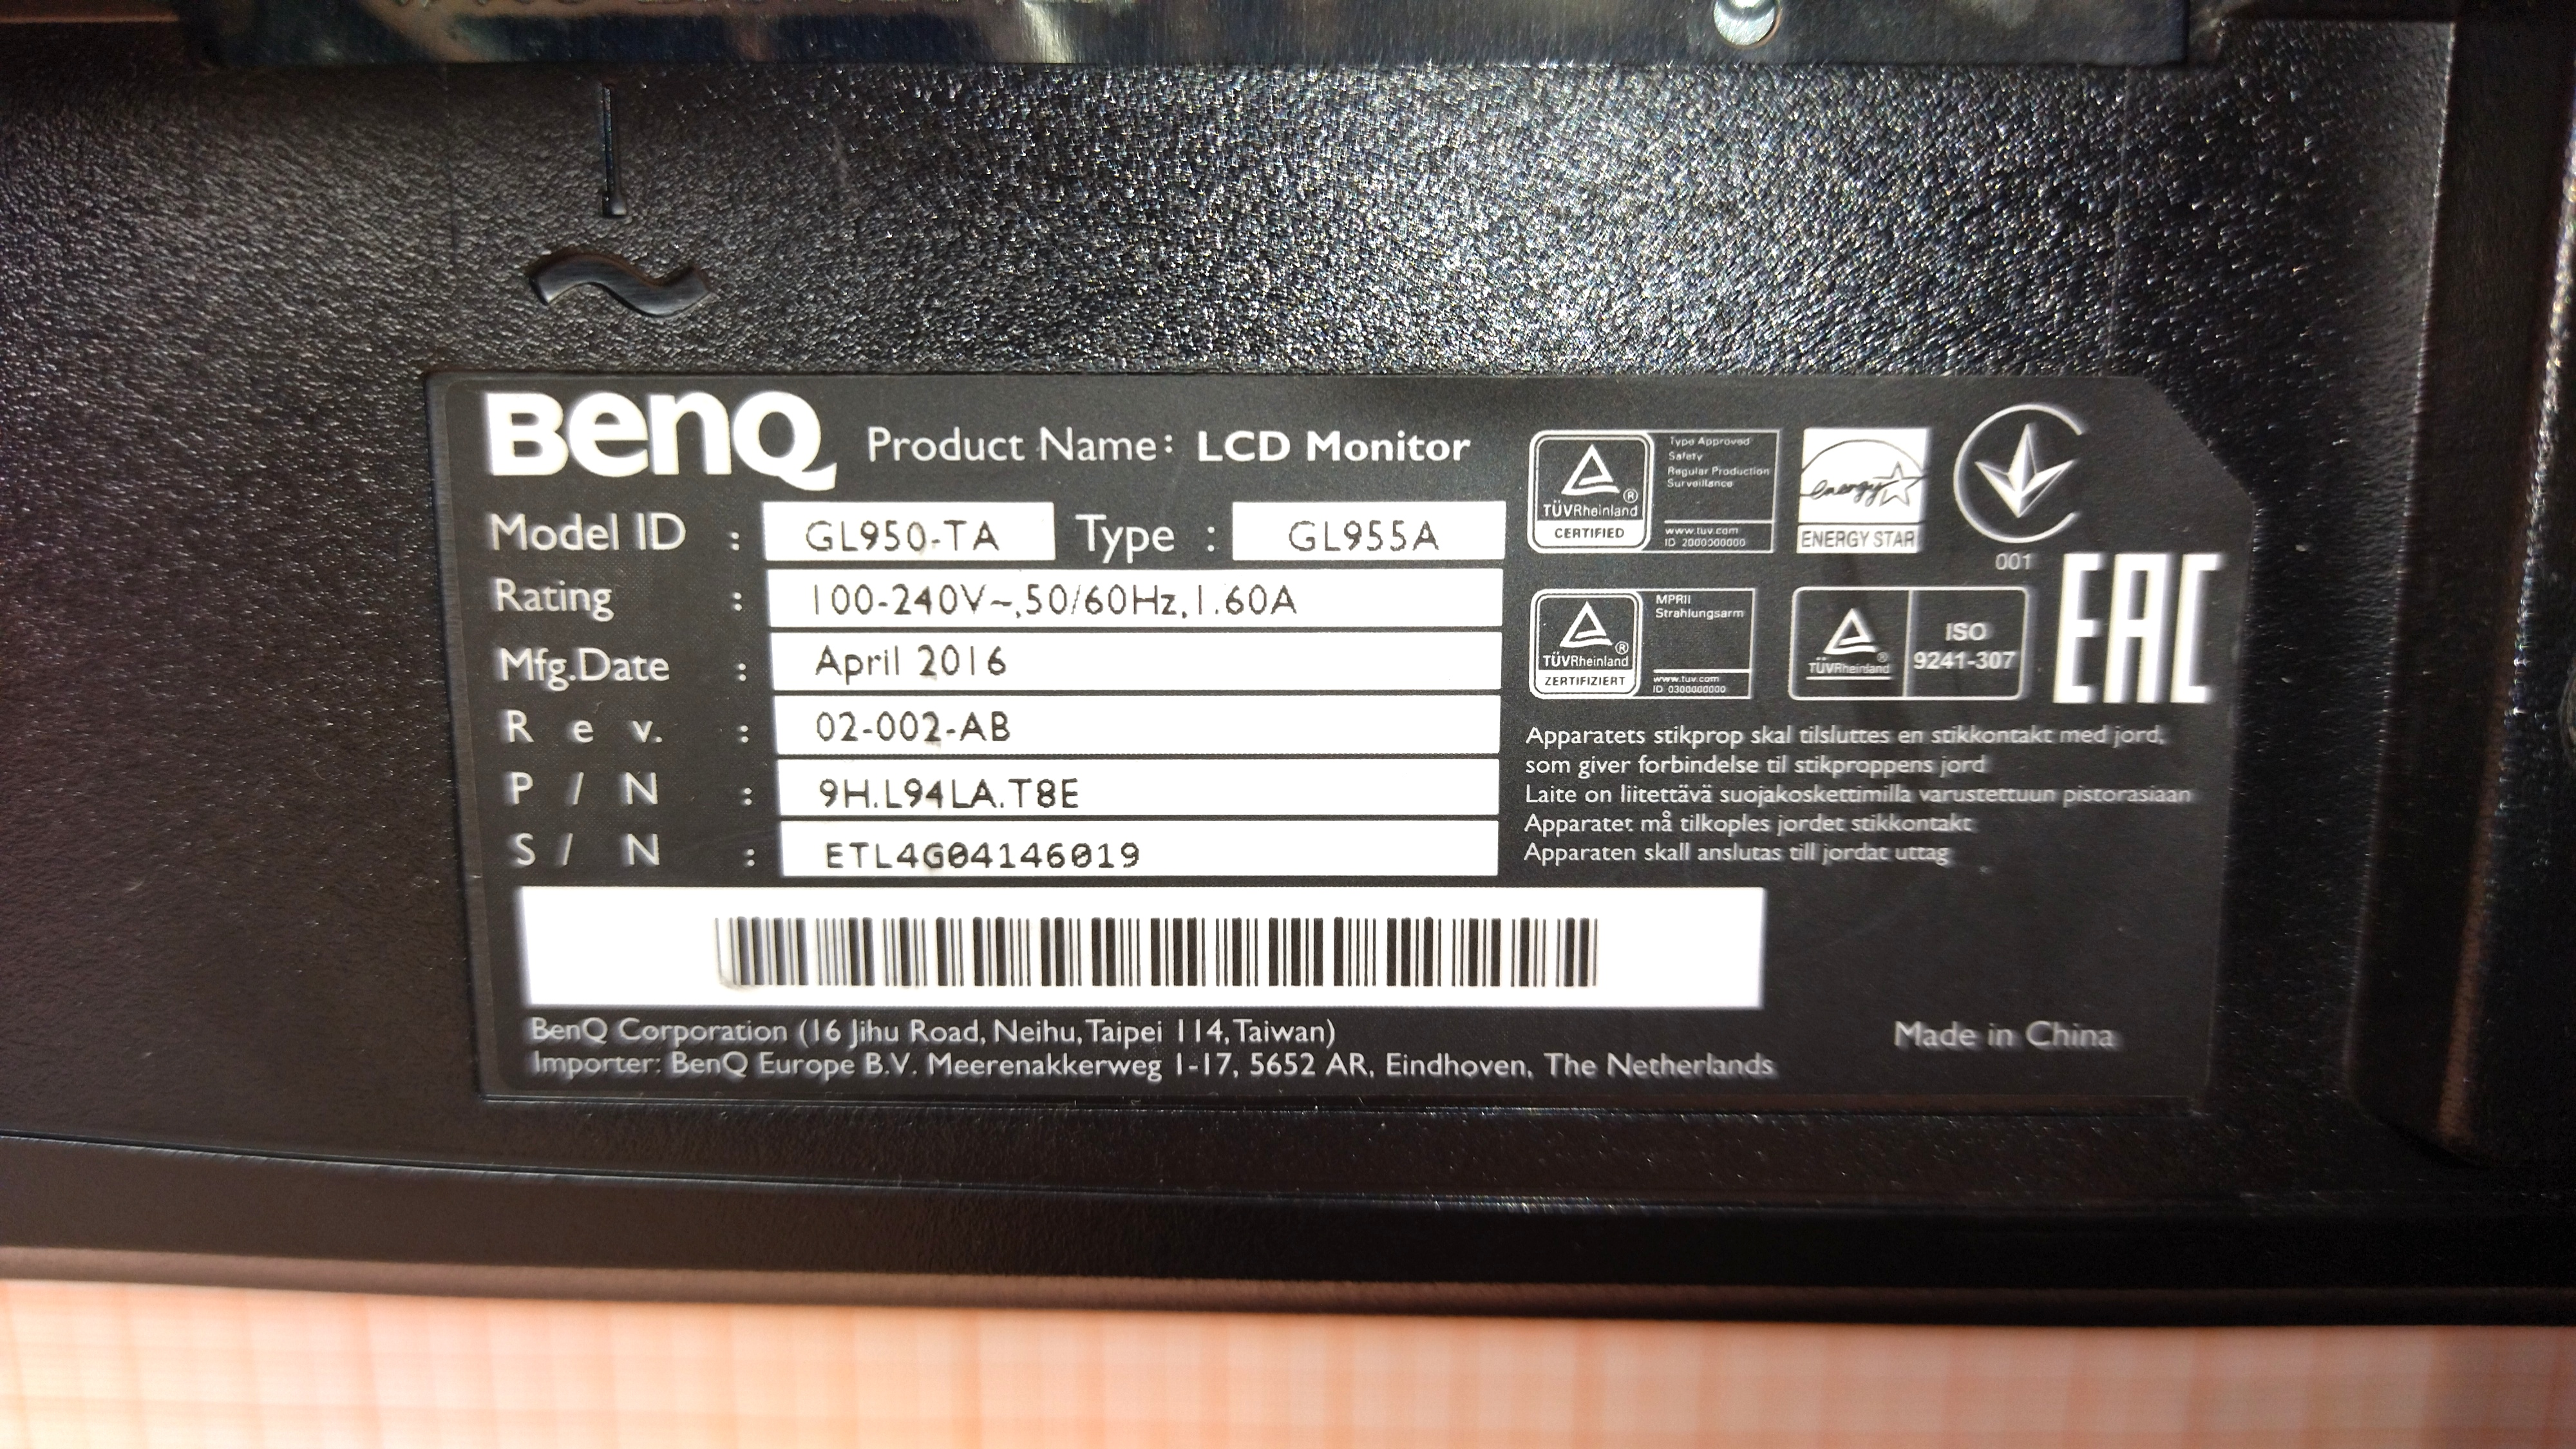 BenQ Product Name: LCD Monitor
Model ID : GL950-TA Type : GL955A
Rating : 100-240V~,50/60Hz,1.60A
Mfg.Date : April 2016
Rev. : 02-002-AB
P/N : 9H.L94LA.T8E
S/N : ETL4G04146019
BenQ Corporation (16 Jihu Road, Neihu, Taipei 114, Taiwan)
Importer: BenQ Europe B.V. Meerenakkerweg 1-17, 5652 AR, Eindhoven, The Netherlands
TÜVRheinland ®
CERTIFIED
Type Approved
Safety
Regular Production
Surveillance
www.tuv.com
ID 2000000000
energy
ENERGY STAR
001
TÜVRheinland ®
ZERTIFIZIERT
MPRII
Strahlungsarm
www.tuv.com
ID 0300000000
TÜVRheinland ®
ISO
9241-307
EAC
Apparatets stikprop skal tilsluttes en stikkontakt med jord,
som giver forbindelse til stikproppens jord
Laite on liitettävä suojakoskettimilla varustettuun pistorasiaan
Apparatet må tilkoples jordet stikkontakt
Apparaten skall anslutas till jordat uttag
Made in China